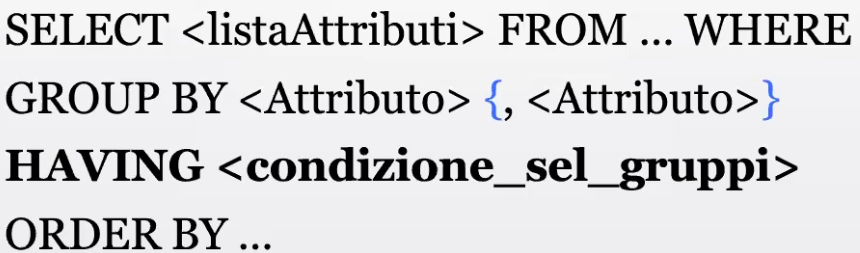 SELECT <listaAttributi> FROM ... WHERE
GROUP BY <Attributo> {, <Attributo>}
HAVING <condizione_sel_gruppi>
ORDER BY ...